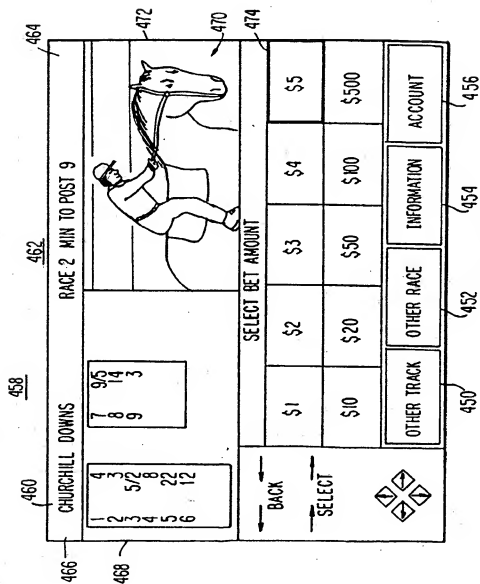 458
460
462
464
CHURCHILL DOWNS RACE 2 MIN TO POST 9
466
472
1 4
2 3
3 5/2
4 8
5 22
6 12
7 9/5
8 14
9 3
468
470
SELECT BET AMOUNT
474
BACK
SELECT
$1 $2 $3 $4 $5
$10 $20 $50 $100 $500
OTHER TRACK OTHER RACE INFORMATION ACCOUNT
450 452 454 456